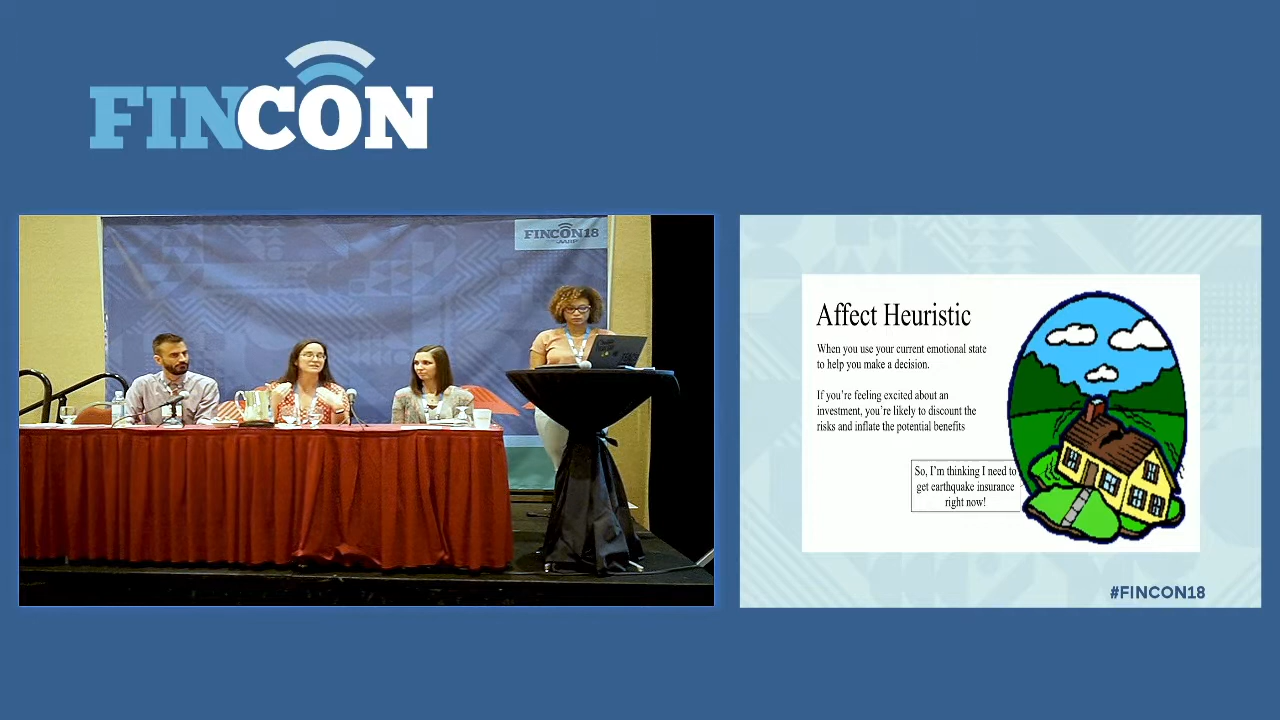 FINCON
FINCON18
Affect Heuristic
When you use your current emotional state
to help you make a decision.
If you're feeling excited about an
investment, you're likely to discount the
risks and inflate the potential benefits
So, I'm thinking I need to
get earthquake insurance
right now!
#FINCON18